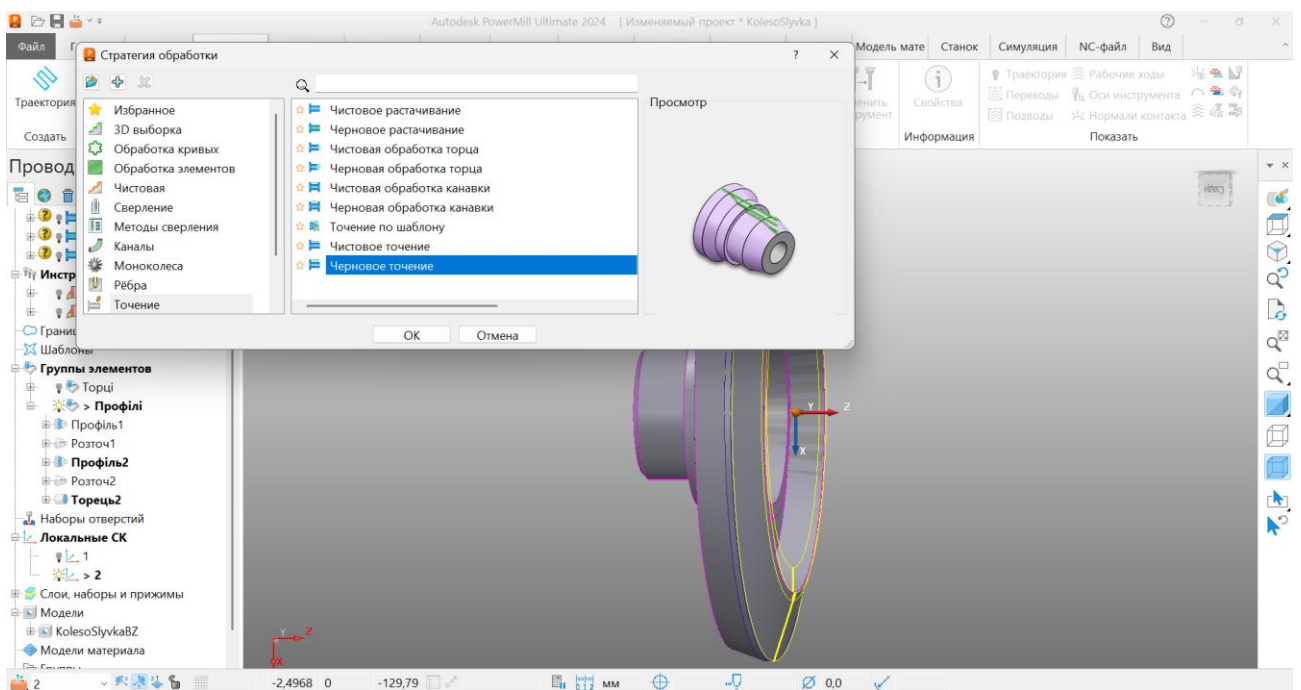 Autodesk PowerMill Ultimate 2024 [ Изменяемый проект * KolesoSlyvka ]
Файл
Модель мате Станок Симуляция NC-файл Вид
Стратегия обработки
Траектория
Создать
Свойства
Информация
Траектория Рабочие ходы
Переходы Оси инструмента
Подводы Нормали контакта
Показать
Избранное
3D выборка
Обработка кривых
Обработка элементов
Чистовая
Сверление
Методы сверления
Каналы
Моноколеса
Рёбра
Точение
Чистовое растачивание
Черновое растачивание
Чистовая обработка торца
Черновая обработка торца
Чистовая обработка канавки
Черновая обработка канавки
Точение по шаблону
Чистовое точение
Черновое точение
Просмотр
OK Отмена
Провод
Инстр
Границ
Шаблоны
Группы элементов
Торці
> Профілі
Профіль1
Розточ1
Профіль2
Розточ2
Торець2
Наборы отверстий
Локальные СК
1
> 2
Слои, наборы и прижимы
Модели
KolesoSlyvkaBZ
Модели материала
Y Z
X
Y Z
X
2
-2,4968 0 -129,79
мм
0,0